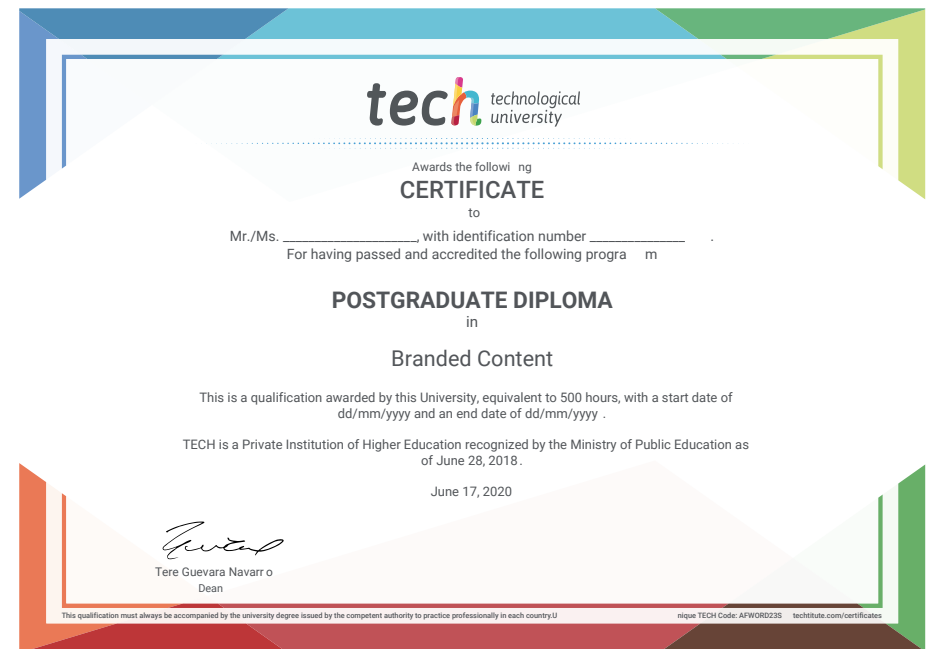 tech technological
university
Awards the followi ng
CERTIFICATE
to
Mr./Ms. ____________________, with identification number ______________ .
For having passed and accredited the following progra m
POSTGRADUATE DIPLOMA
in
Branded Content
This is a qualification awarded by this University, equivalent to 500 hours, with a start date of
dd/mm/yyyy and an end date of dd/mm/yyyy .
TECH is a Private Institution of Higher Education recognized by the Ministry of Public Education as
of June 28, 2018.
June 17, 2020
Tere Guevara Navarr o
Dean
This qualification must always be accompanied by the university degree issued by the competent authority to practice professionally in each country.U nique TECH Code: AFWORD23S techtitute.com/certificates